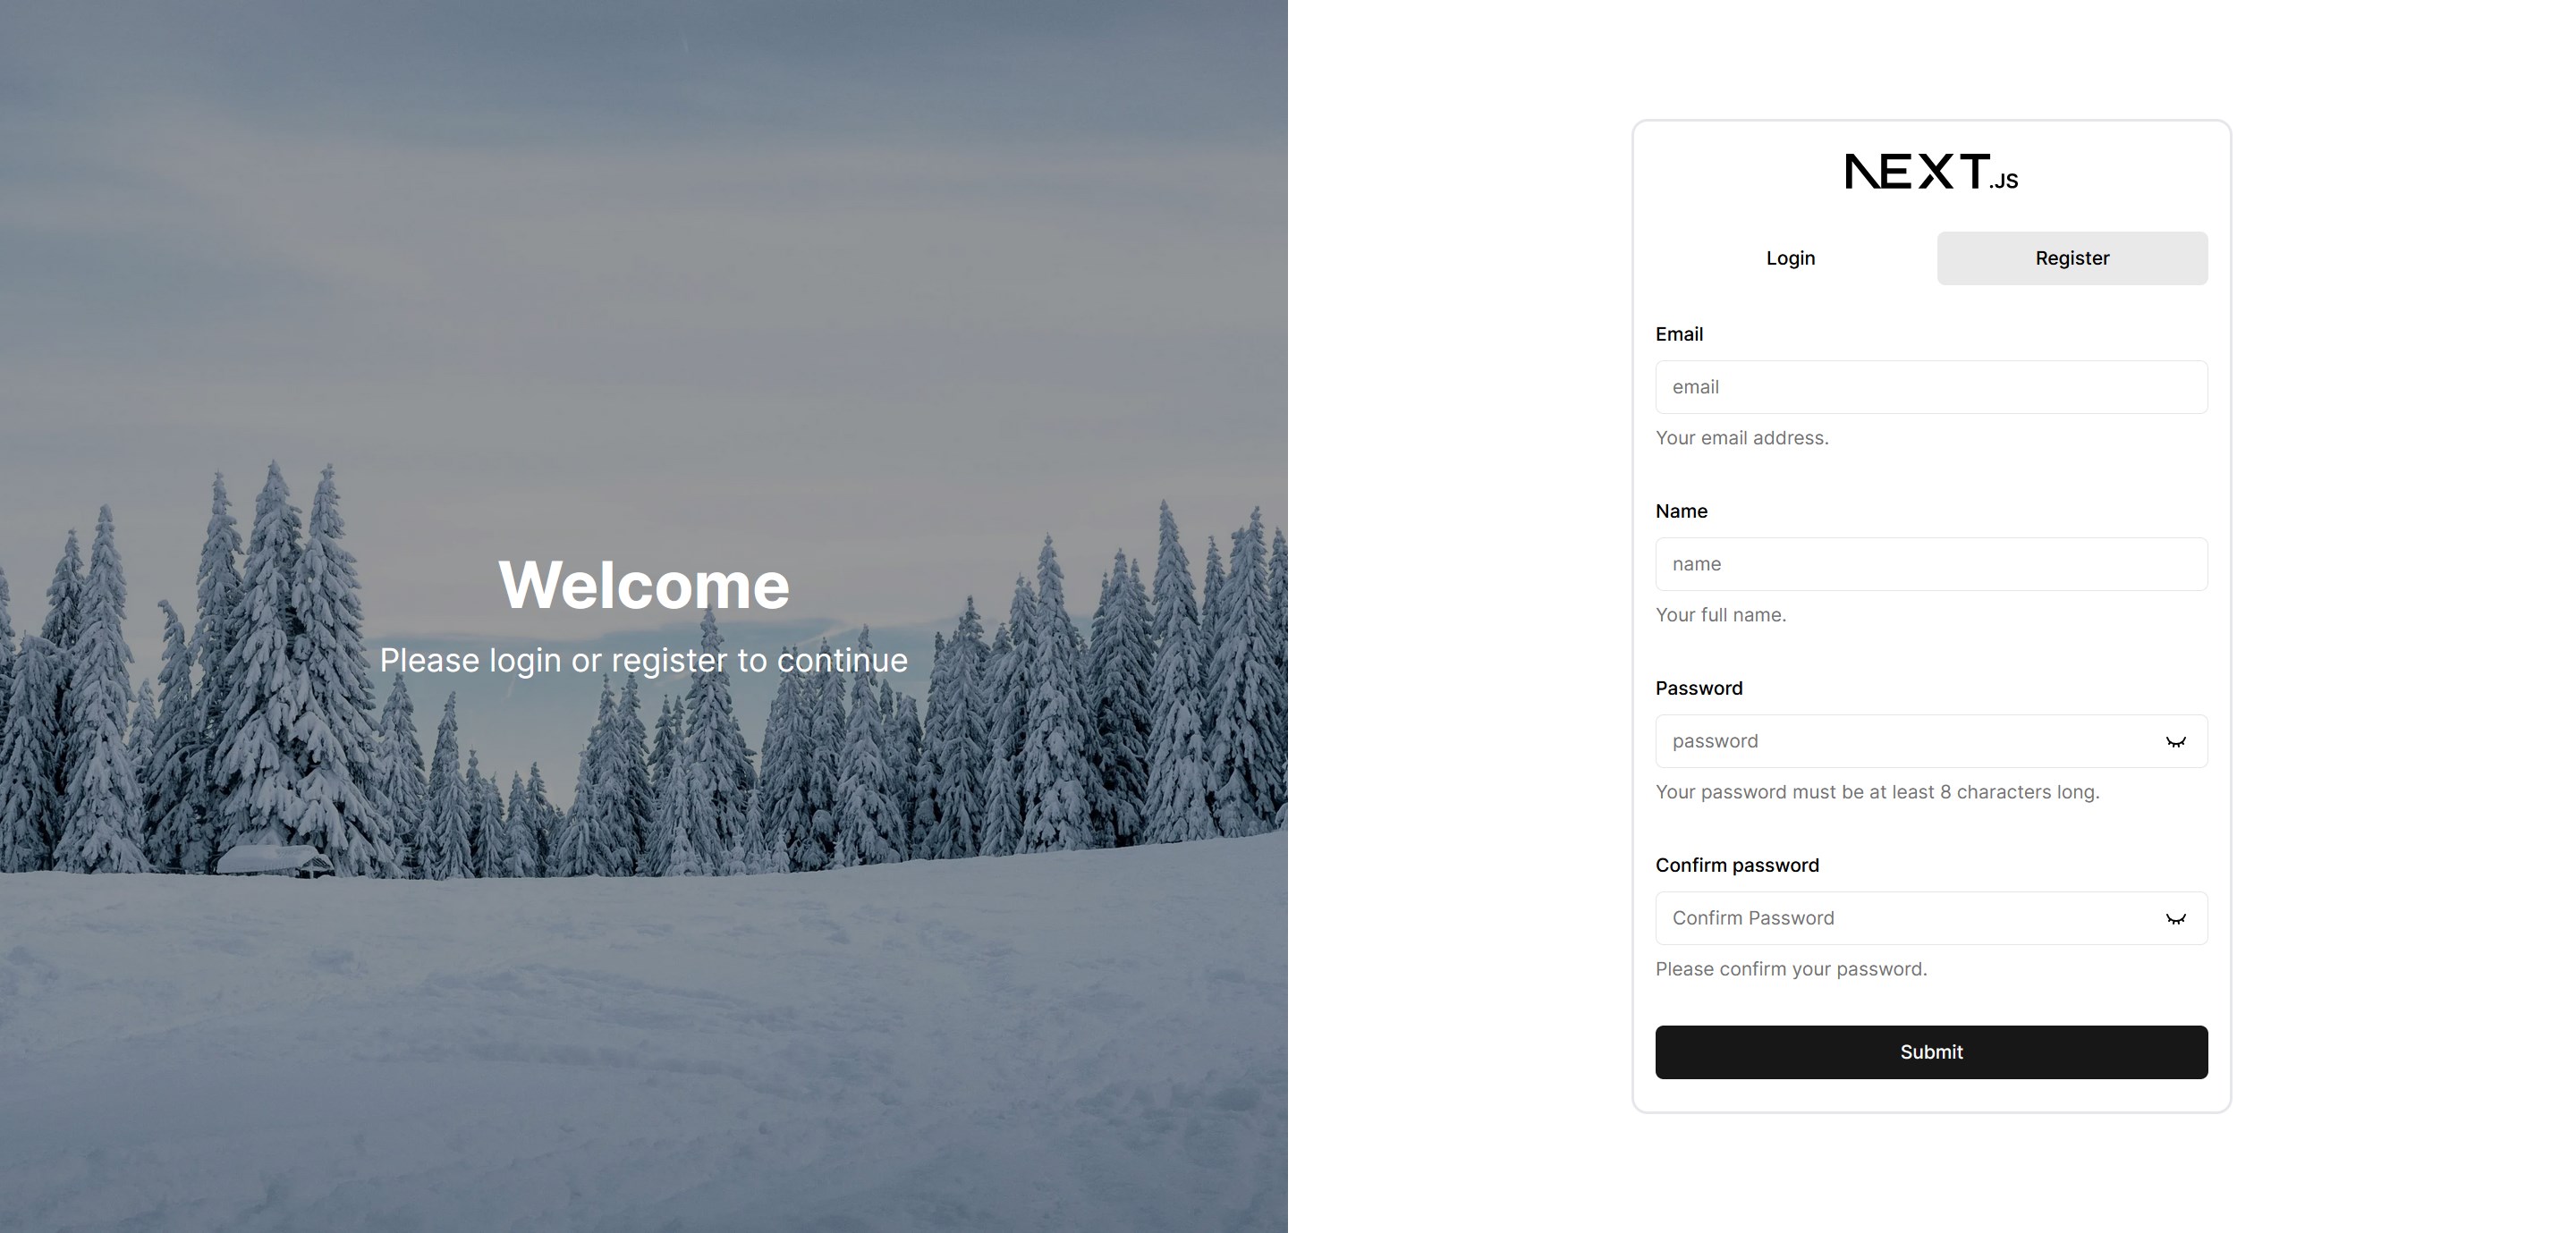 Welcome
Please login or register to continue
NEXT.JS
Login
Register
Email
email
Your email address.
Name
name
Your full name.
Password
password
Your password must be at least 8 characters long.
Confirm password
Confirm Password
Please confirm your password.
Submit